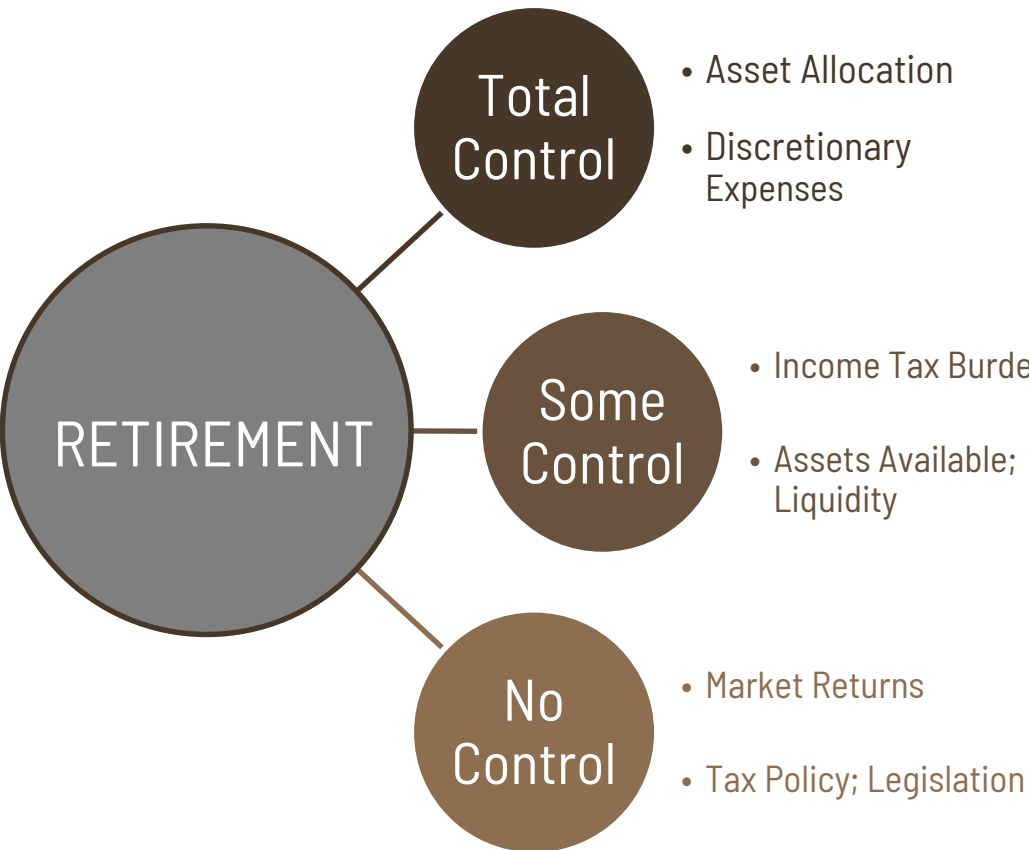 Total
Control
• Asset Allocation
• Discretionary
Expenses
RETIREMENT
Some
Control
• Income Tax Burde
• Assets Available;
Liquidity
No
Control
• Market Returns
• Tax Policy; Legislation